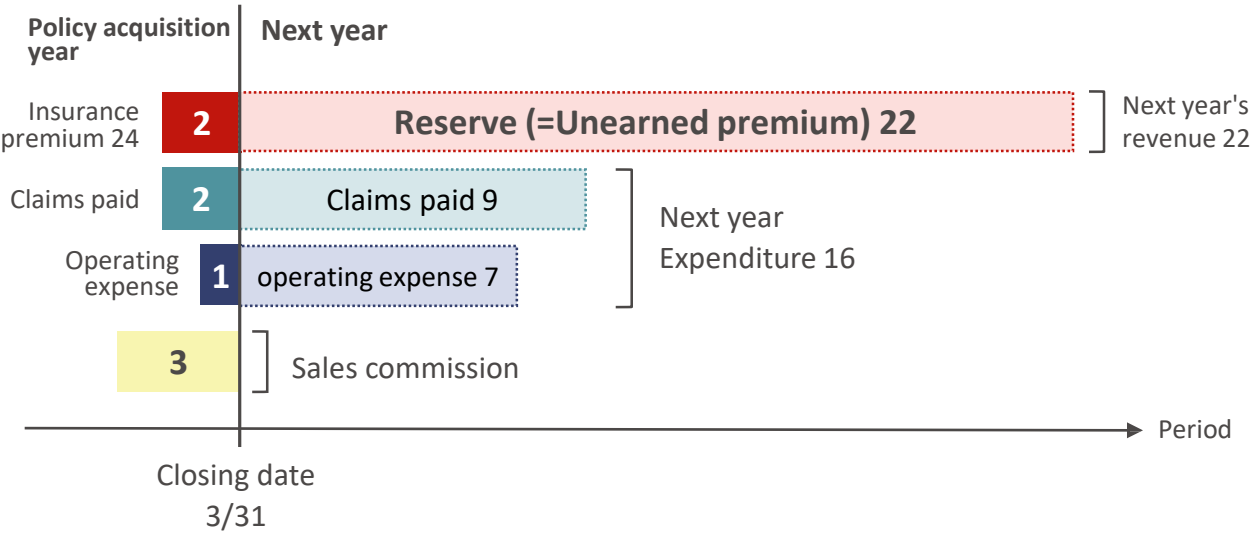 Policy acquisition
year
Next year
Insurance
premium 24
2
Reserve (=Unearned premium) 22
Next year's
revenue 22
Claims paid
2
Claims paid 9
Next year
Expenditure 16
Operating
expense
1
operating expense 7
3
Sales commission
Period
Closing date
3/31